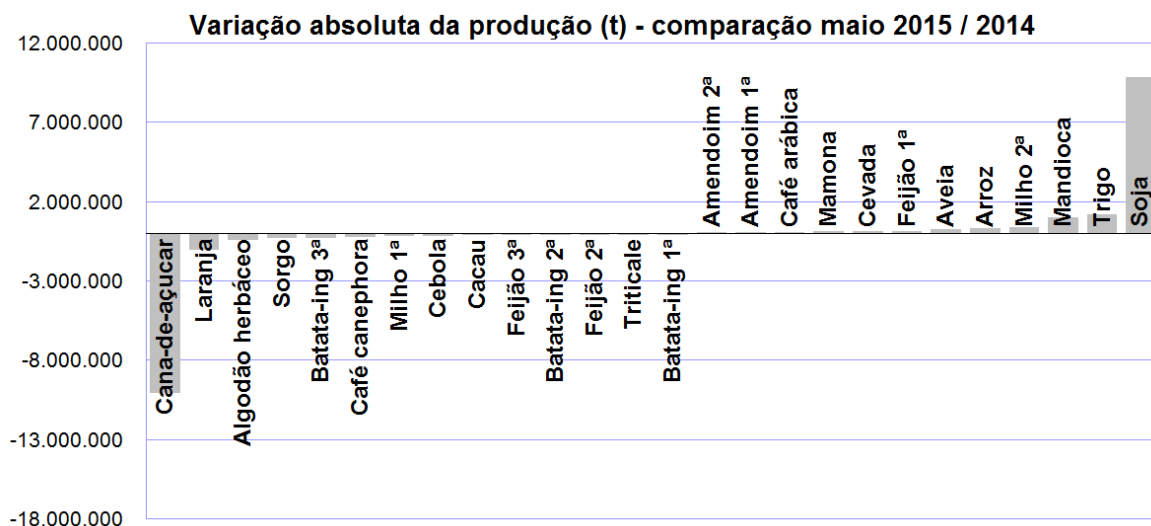 Variação absoluta da produção (t) - comparação maio 2015 / 2014
12.000.000
7.000.000
2.000.000
-3.000.000
-8.000.000
-13.000.000
-18.000.000
Cana-de-açucar
Laranja
Algodão herbáceo
Sorgo
Batata-ing 3ª
Café canephora
Milho 1ª
Cebola
Cacau
Feijão 3ª
Batata-ing 2ª
Feijão 2ª
Triticale
Batata-ing 1ª
Amendoim 2ª
Amendoim 1ª
Café arábica
Mamona
Cevada
Feijão 1ª
Aveia
Arroz
Milho 2ª
Mandioca
Trigo
Soja